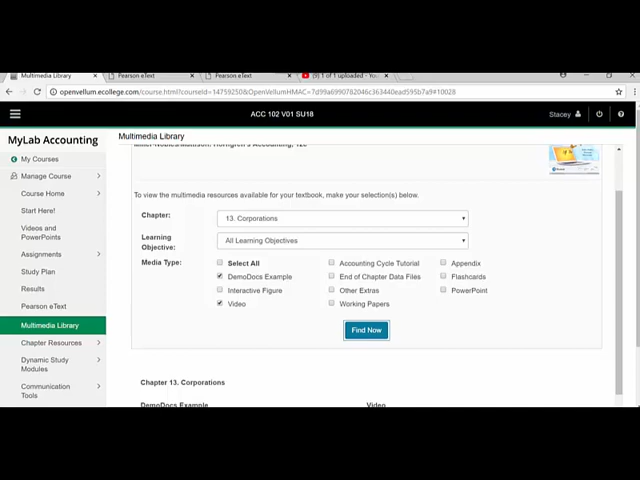 Multimedia Library
Pearson eText
Pearson eText
(9) 1 of 1 uploaded - Yo
openvellum.ecollege.com/course.html?courseId=14759250&OpenVellumHMAC=7d99a6990782046c363440ead595b7a9#10028
ACC 102 V01 SU18
Stacey
MyLab Accounting
My Courses
Manage Course
Course Home
Start Here!
Videos and
PowerPoints
Assignments
Study Plan
Results
Pearson eText
Multimedia Library
Chapter Resources
Dynamic Study
Modules
Communication
Tools
Multimedia Library
To view the multimedia resources available for your textbook, make your selection(s) below.
Chapter:
13. Corporations
Learning
Objective:
All Learning Objectives
Media Type:
Select All
Accounting Cycle Tutorial
Appendix
DemoDocs Example
End of Chapter Data Files
Flashcards
Interactive Figure
Other Extras
PowerPoint
Video
Working Papers
Find Now
Chapter 13. Corporations
DemoDocs Example
Video